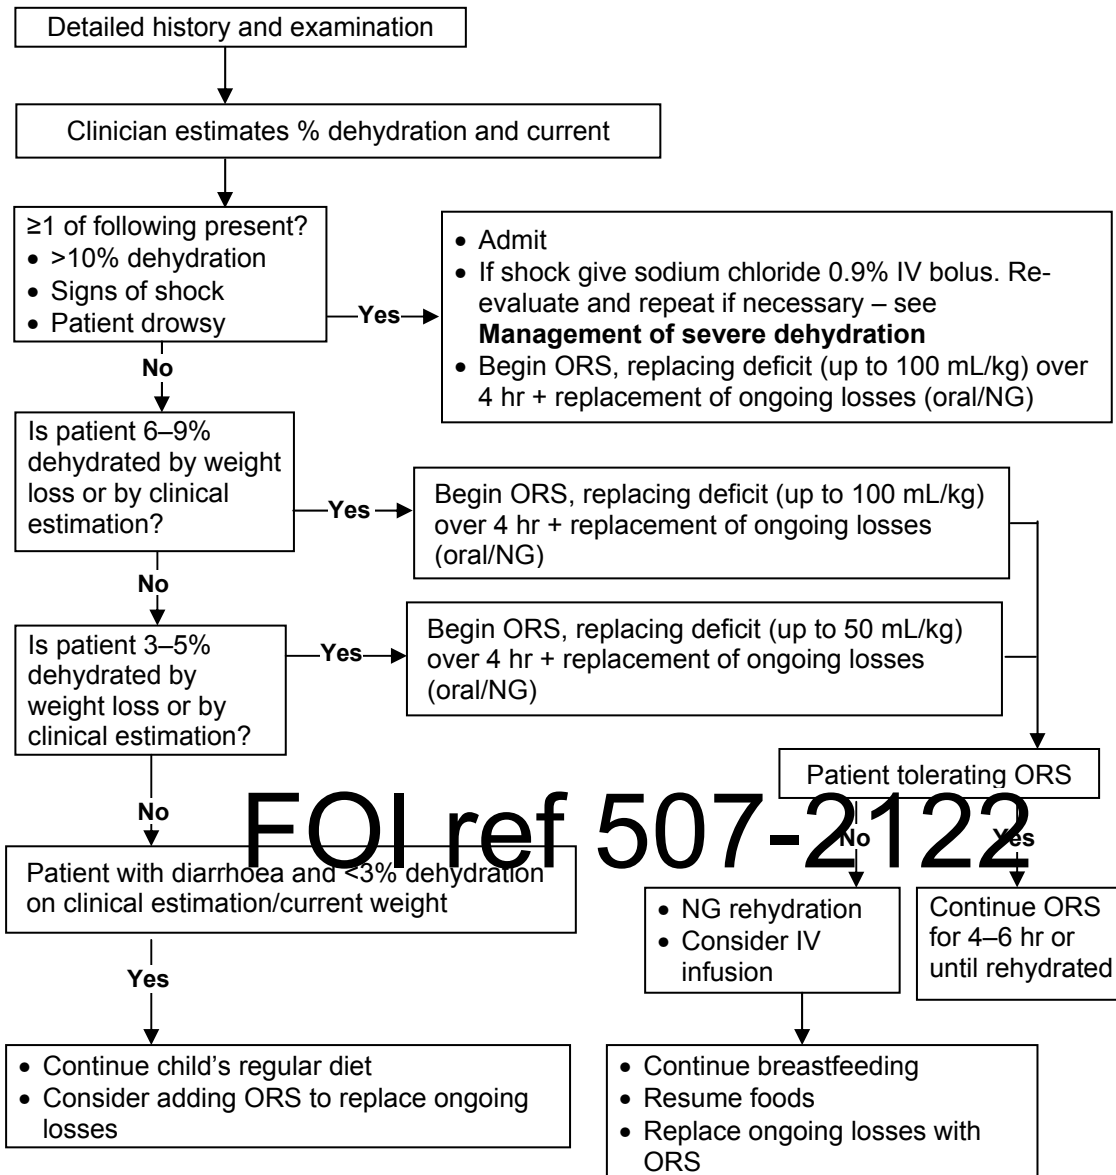 Detailed history and examination
Clinician estimates % dehydration and current
≥1 of following present?
• >10% dehydration
• Signs of shock
• Patient drowsy
Yes
• Admit
• If shock give sodium chloride 0.9% IV bolus. Re-
evaluate and repeat if necessary – see
Management of severe dehydration
• Begin ORS, replacing deficit (up to 100 mL/kg) over
4 hr + replacement of ongoing losses (oral/NG)
No
Is patient 6–9%
dehydrated by weight
loss or by clinical
estimation?
Yes
Begin ORS, replacing deficit (up to 100 mL/kg)
over 4 hr + replacement of ongoing losses
(oral/NG)
No
Is patient 3–5%
dehydrated by
weight loss or by
clinical estimation?
Yes
Begin ORS, replacing deficit (up to 50 mL/kg)
over 4 hr + replacement of ongoing losses
(oral/NG)
Patient tolerating ORS
No
FOI ref 507-2122
No
Yes
Patient with diarrhoea and <3% dehydration
on clinical estimation/current weight
• NG rehydration
• Consider IV
infusion
Continue ORS
for 4–6 hr or
until rehydrated
Yes
• Continue child's regular diet
• Consider adding ORS to replace ongoing
losses
• Continue breastfeeding
• Resume foods
• Replace ongoing losses with
ORS